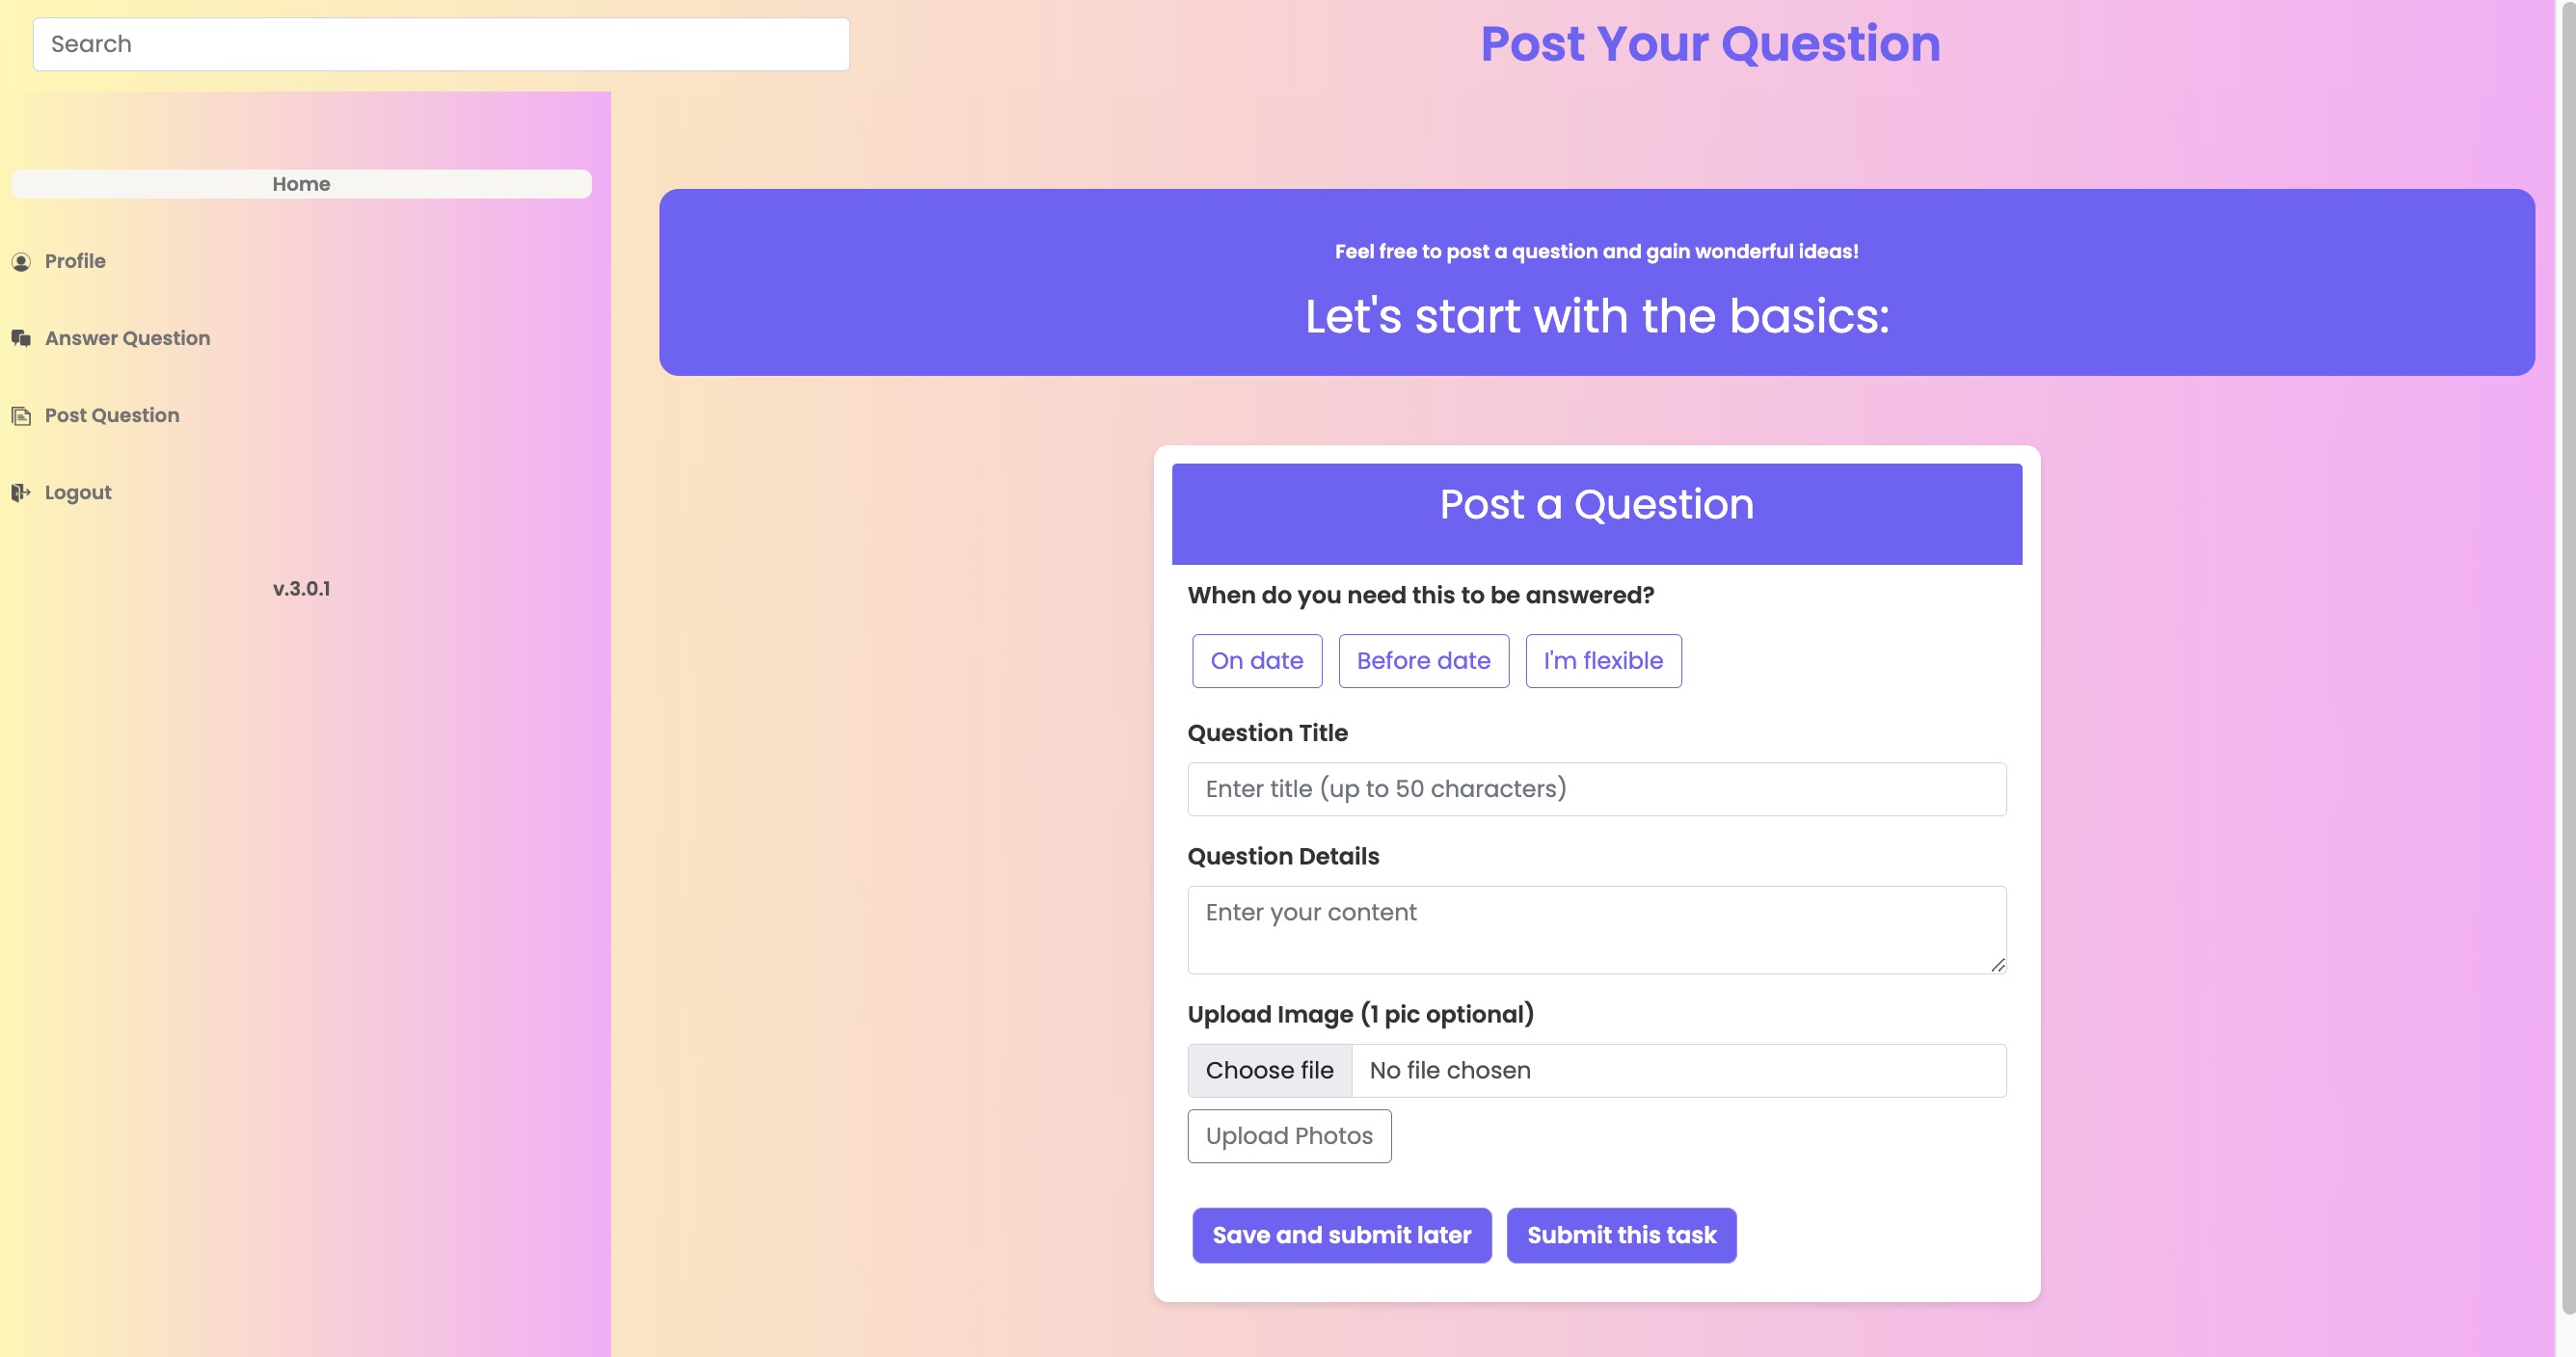 Search
Post Your Question
Home
Profile
Answer Question
Post Question
Logout
v.3.0.1
Feel free to post a question and gain wonderful ideas!
Let's start with the basics:
Post a Question
When do you need this to be answered?
On date Before date I'm flexible
Question Title
Enter title (up to 50 characters)
Question Details
Enter your content
Upload Image (1 pic optional)
Choose file No file chosen
Upload Photos
Save and submit later Submit this task